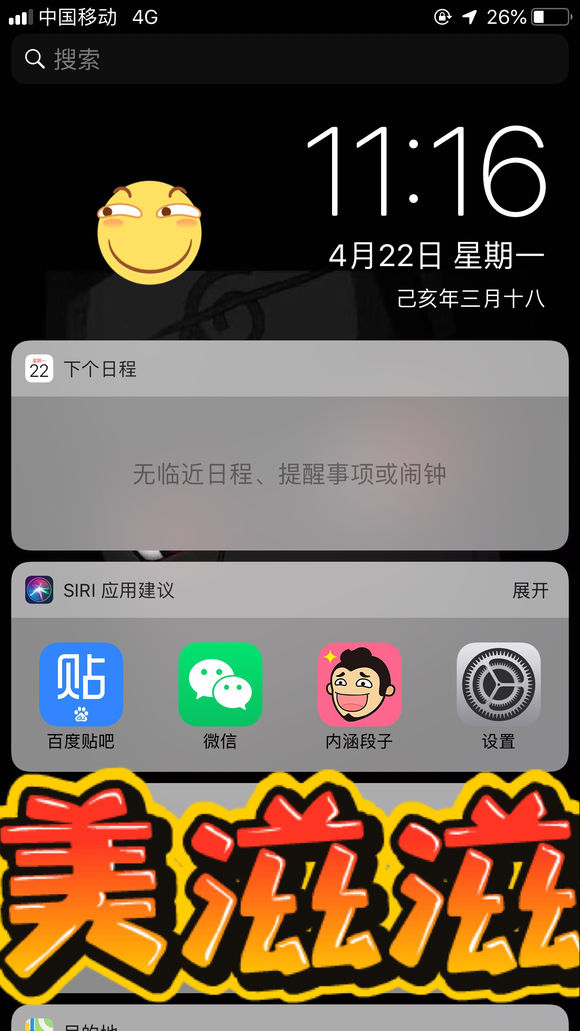 中国移动 4G 26%
搜索
11:16
4月22日 星期一
己亥年三月十八
星期一
22 下个日程
无临近日程、提醒事项或闹钟
SIRI 应用建议 展开
贴
百度贴吧 微信 内涵段子 设置
美滋滋
目的地